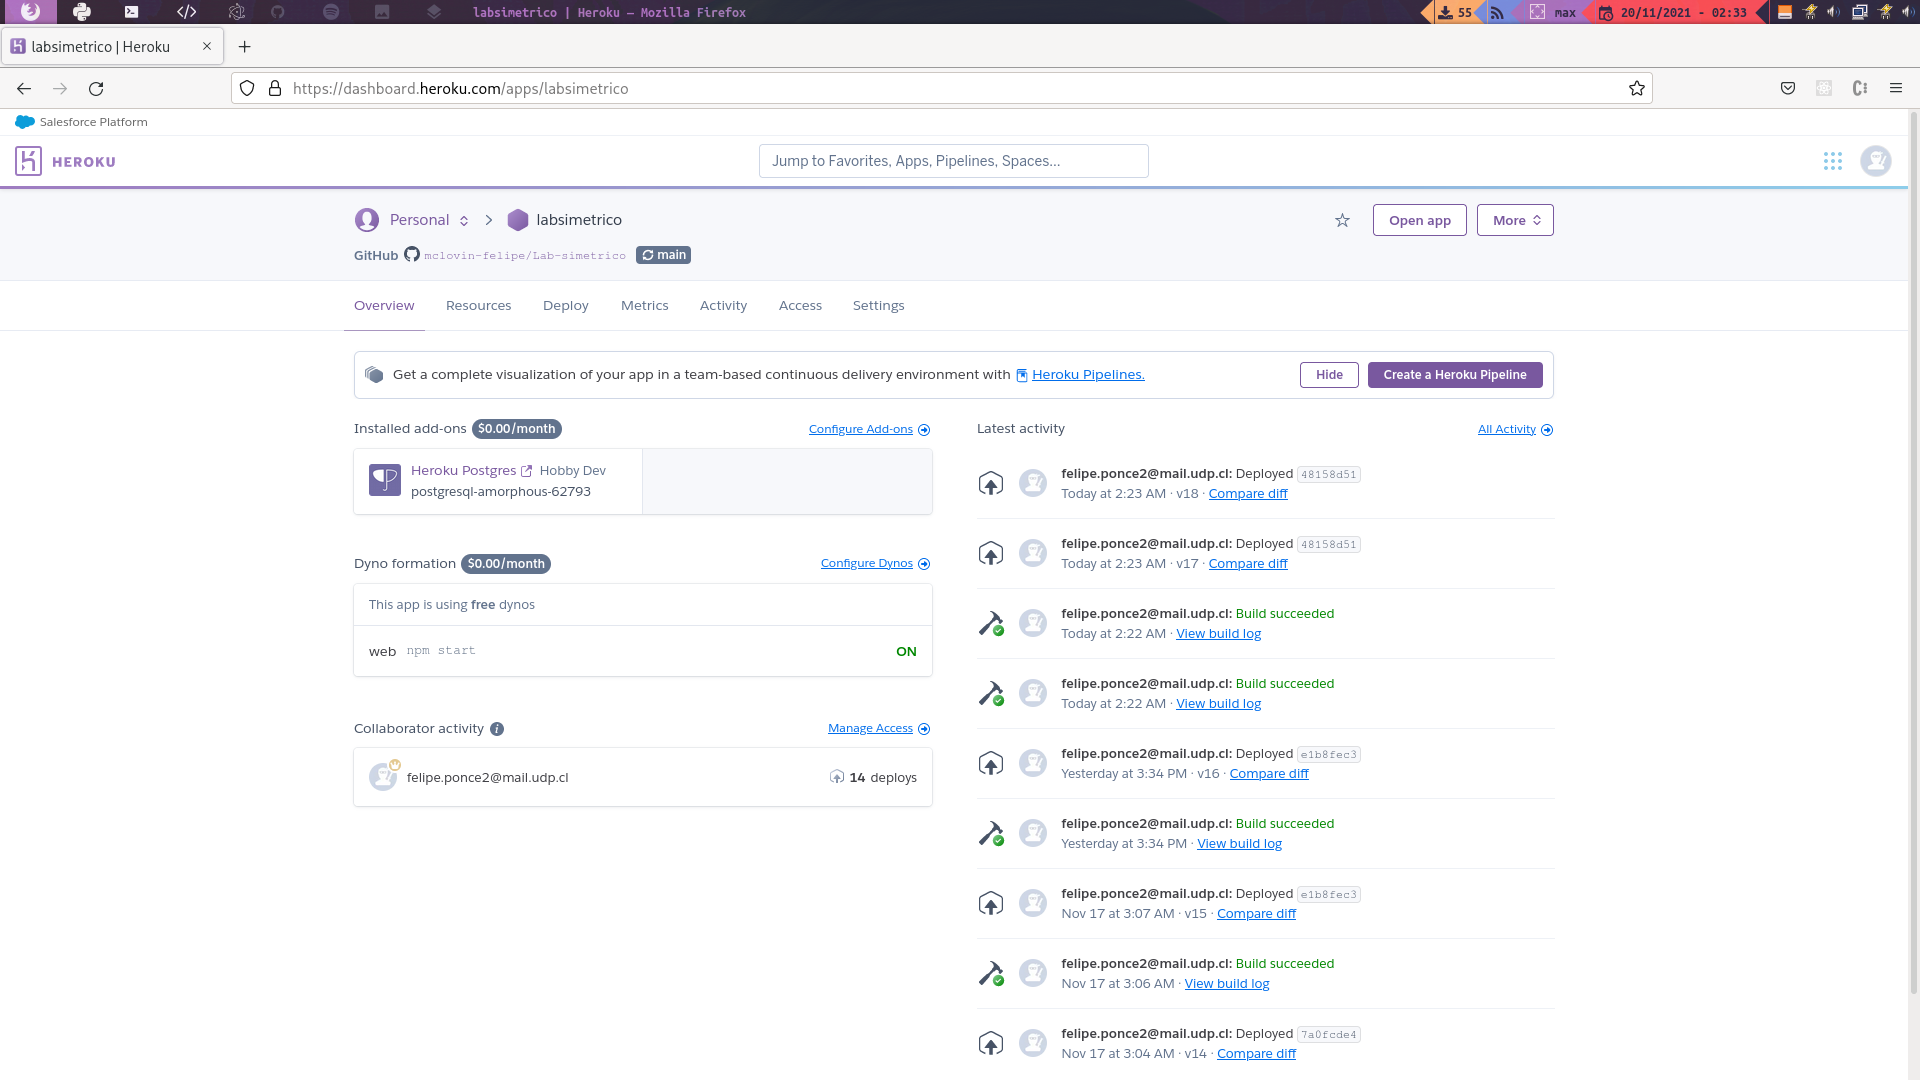 labsimetrico | Heroku — Mozilla Firefox
55
max
20/11/2021 - 02:33
labsimetrico | Heroku
https://dashboard.heroku.com/apps/labsimetrico
Salesforce Platform
HEROKU
Jump to Favorites, Apps, Pipelines, Spaces...
Personal
labsimetrico
Open app
More
GitHub mclovin-felipe/Lab-simetrico main
Overview
Resources
Deploy
Metrics
Activity
Access
Settings
Get a complete visualization of your app in a team-based continuous delivery environment with Heroku Pipelines.
Hide
Create a Heroku Pipeline
Installed add-ons $0.00/month
Configure Add-ons
Heroku Postgres Hobby Dev
postgresql-amorphous-62793
Dyno formation $0.00/month
Configure Dynos
This app is using free dynos
web npm start
ON
Collaborator activity
Manage Access
felipe.ponce2@mail.udp.cl
14 deploys
Latest activity
All Activity
felipe.ponce2@mail.udp.cl: Deployed 48158d51
Today at 2:23 AM · v18 · Compare diff
felipe.ponce2@mail.udp.cl: Deployed 48158d51
Today at 2:23 AM · v17 · Compare diff
felipe.ponce2@mail.udp.cl: Build succeeded
Today at 2:22 AM · View build log
felipe.ponce2@mail.udp.cl: Build succeeded
Today at 2:22 AM · View build log
felipe.ponce2@mail.udp.cl: Deployed e1b8fec3
Yesterday at 3:34 PM · v16 · Compare diff
felipe.ponce2@mail.udp.cl: Build succeeded
Yesterday at 3:34 PM · View build log
felipe.ponce2@mail.udp.cl: Deployed e1b8fec3
Nov 17 at 3:07 AM · v15 · Compare diff
felipe.ponce2@mail.udp.cl: Build succeeded
Nov 17 at 3:06 AM · View build log
felipe.ponce2@mail.udp.cl: Deployed 7a0fcde4
Nov 17 at 3:04 AM · v14 · Compare diff